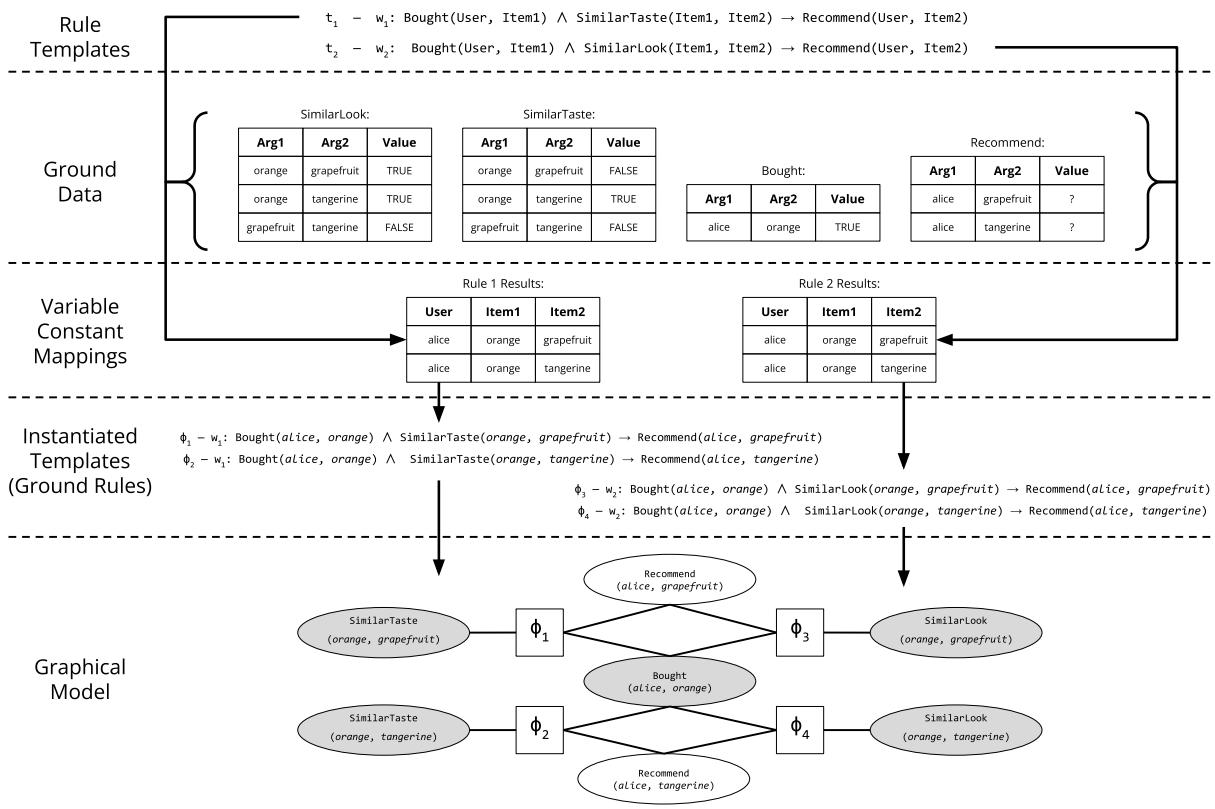 Rule
Templates
t1 – w1: Bought(User, Item1) ∧ SimilarTaste(Item1, Item2) → Recommend(User, Item2)
t2 – w2: Bought(User, Item1) ∧ SimilarLook(Item1, Item2) → Recommend(User, Item2)
Ground
Data
SimilarLook:
Arg1 Arg2 Value
orange grapefruit TRUE
orange tangerine TRUE
grapefruit tangerine FALSE
SimilarTaste:
Arg1 Arg2 Value
orange grapefruit FALSE
orange tangerine TRUE
grapefruit tangerine FALSE
Bought:
Arg1 Arg2 Value
alice orange TRUE
Recommend:
Arg1 Arg2 Value
alice grapefruit ?
alice tangerine ?
Variable
Constant
Mappings
Rule 1 Results:
User Item1 Item2
alice orange grapefruit
alice orange tangerine
Rule 2 Results:
User Item1 Item2
alice orange grapefruit
alice orange tangerine
Instantiated
Templates
(Ground Rules)
ϕ1 – w1: Bought(alice, orange) ∧ SimilarTaste(orange, grapefruit) → Recommend(alice, grapefruit)
ϕ2 – w1: Bought(alice, orange) ∧ SimilarTaste(orange, tangerine) → Recommend(alice, tangerine)
ϕ3 – w2: Bought(alice, orange) ∧ SimilarLook(orange, grapefruit) → Recommend(alice, grapefruit)
ϕ4 – w2: Bought(alice, orange) ∧ SimilarLook(orange, tangerine) → Recommend(alice, tangerine)
Graphical
Model
Recommend
(alice, grapefruit)
SimilarTaste
(orange, grapefruit)
ϕ1
ϕ3
SimilarLook
(orange, grapefruit)
Bought
(alice, orange)
SimilarTaste
(orange, tangerine)
ϕ2
ϕ4
SimilarLook
(orange, tangerine)
Recommend
(alice, tangerine)